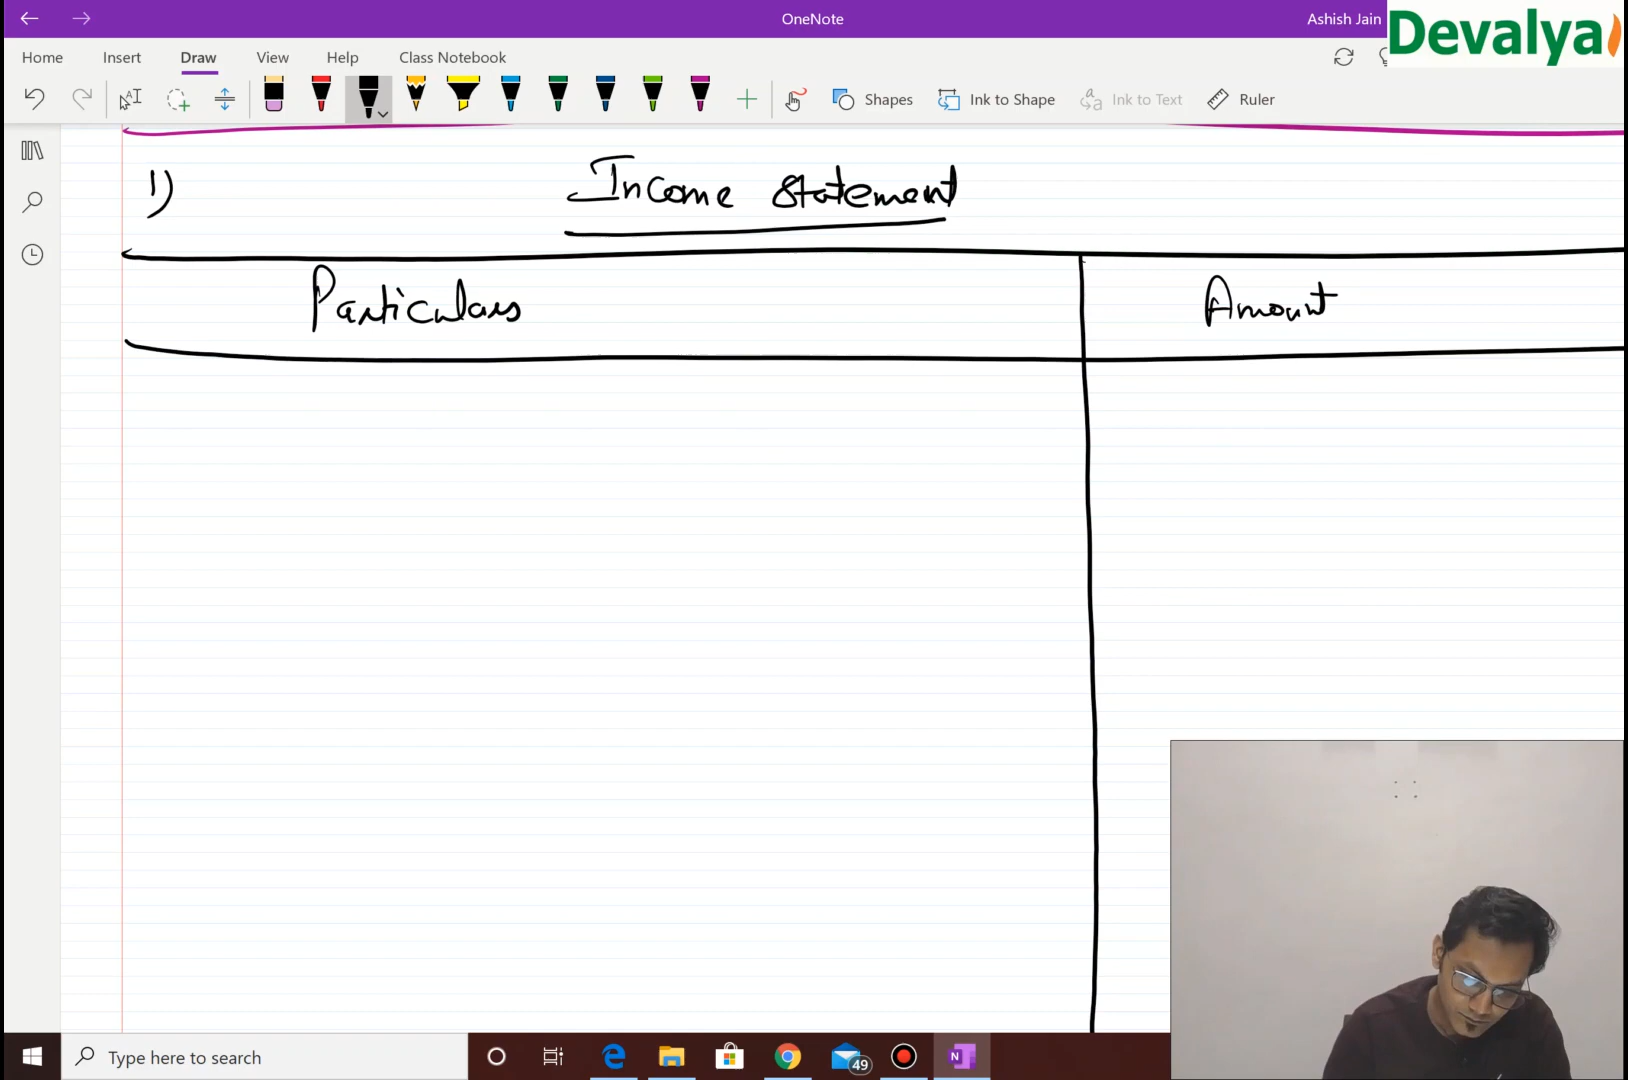 OneNote
Ashish Jain
Devalya
Home Insert Draw View Help Class Notebook
Shapes Ink to Shape Ink to Text Ruler
1) Income Statement
Particulars Amount
Type here to search
49
N